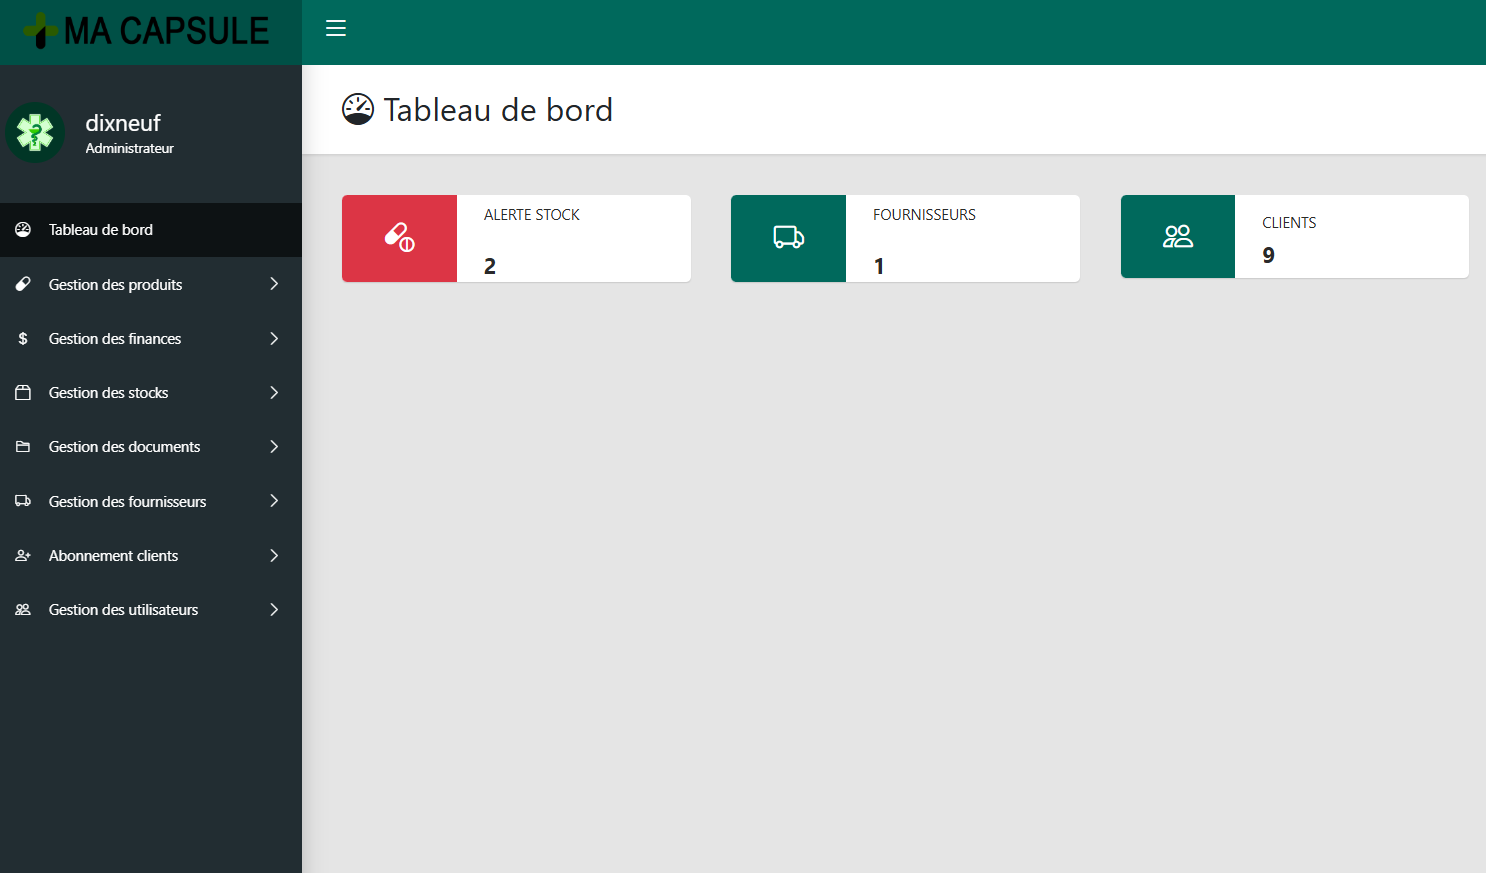 MA CAPSULE
dixneuf
Administrateur
Tableau de bord
Gestion des produits
$ Gestion des finances
Gestion des stocks
Gestion des documents
Gestion des fournisseurs
Abonnement clients
Gestion des utilisateurs
Tableau de bord
ALERTE STOCK
2
FOURNISSEURS
1
CLIENTS
9